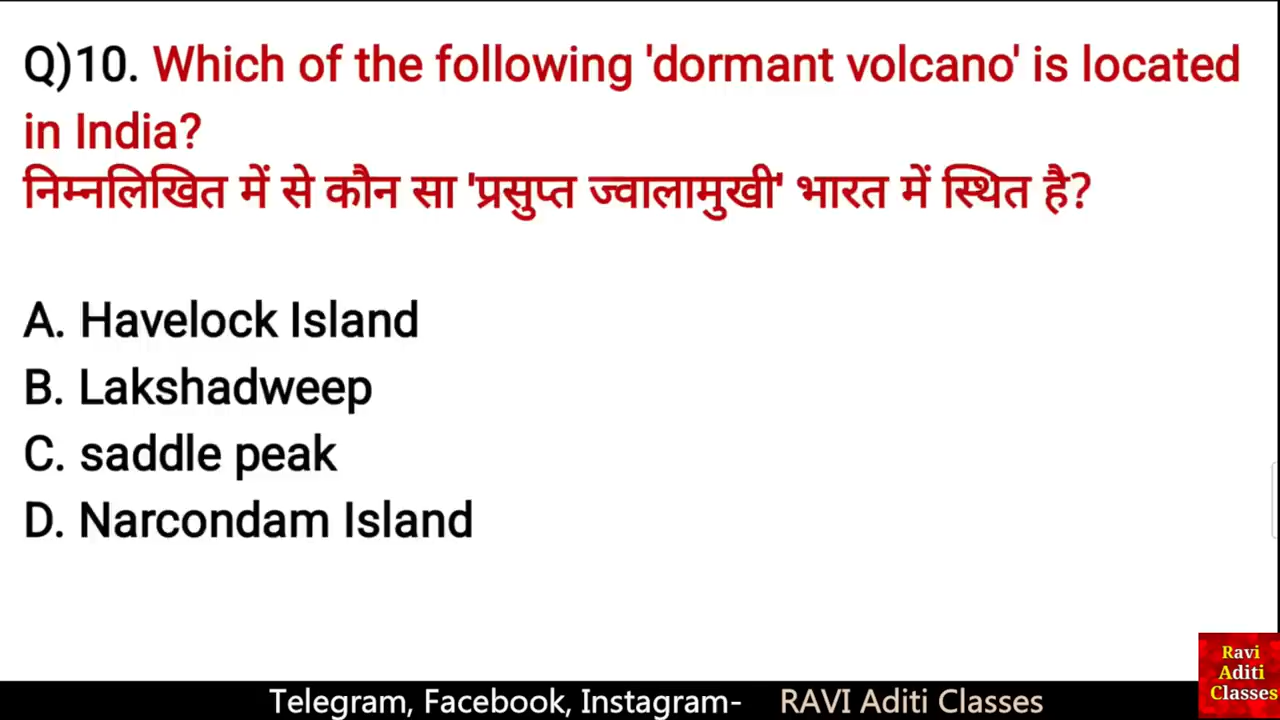 Q)10. Which of the following 'dormant volcano' is located
in India?
निम्नलिखित में से कौन सा 'प्रसुप्त ज्वालामुखी' भारत में स्थित है?
A. Havelock Island
B. Lakshadweep
C. saddle peak
D. Narcondam Island
Ravi
Aditi
Classes
Telegram, Facebook, Instagram- RAVI Aditi Classes